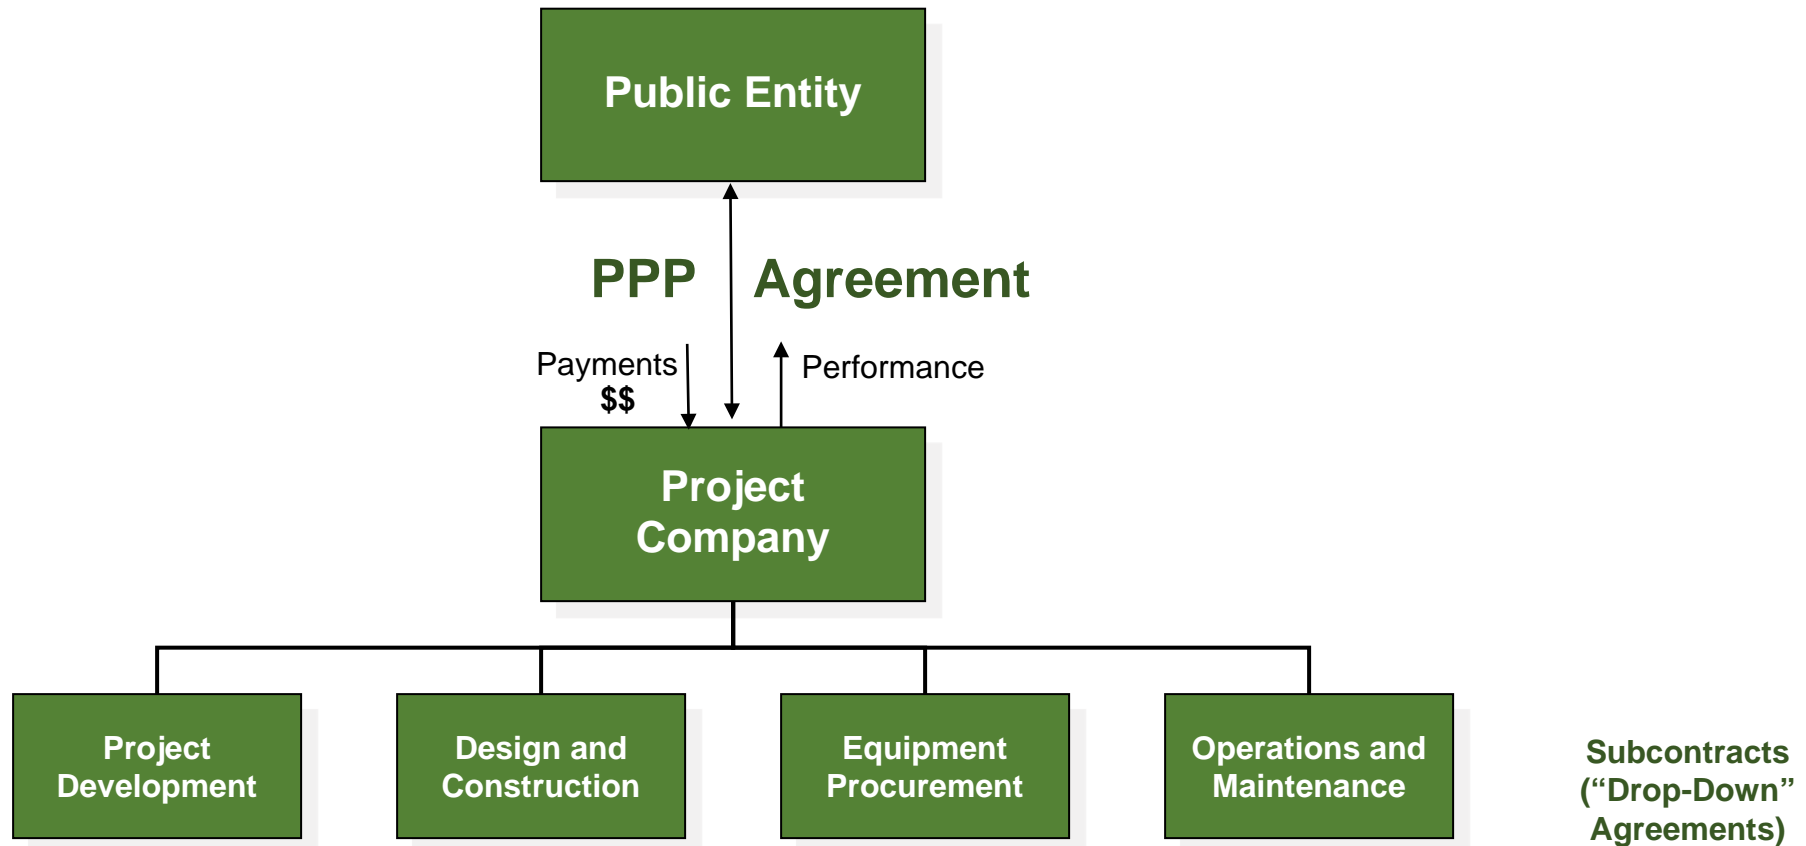 Public Entity
PPP Agreement
Payments
$$
Performance
Project
Company
Project
Development
Design and
Construction
Equipment
Procurement
Operations and
Maintenance
Subcontracts
(“Drop-Down”
Agreements)